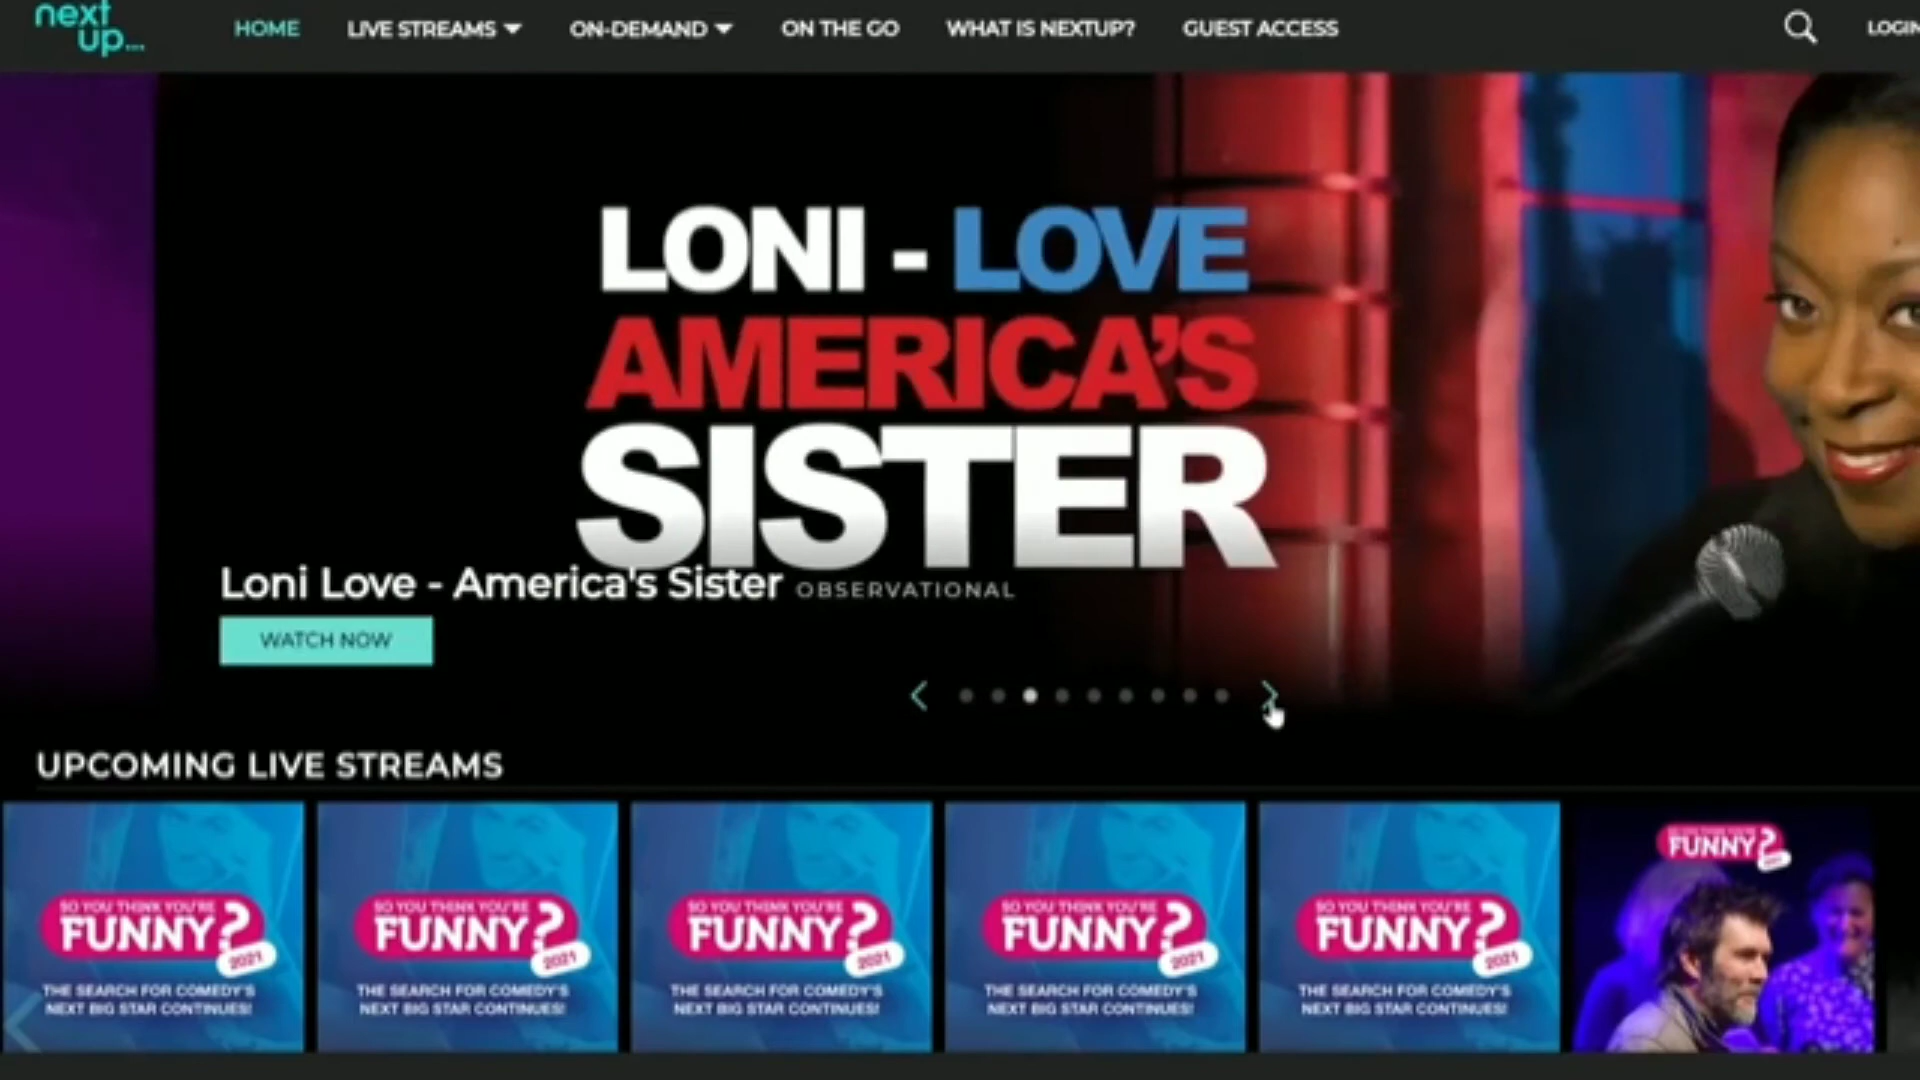 next
up...
HOME
LIVE STREAMS
ON-DEMAND
ON THE GO
WHAT IS NEXTUP?
GUEST ACCESS
LOGIN
LONI - LOVE
AMERICA'S
SISTER
Loni Love - America's Sister OBSERVATIONAL
WATCH NOW
UPCOMING LIVE STREAMS
SO YOU THINK YOU'RE
FUNNY?
2021
THE SEARCH FOR COMEDY'S
NEXT BIG STAR CONTINUES!
SO YOU THINK YOU'RE
FUNNY?
2021
THE SEARCH FOR COMEDY'S
NEXT BIG STAR CONTINUES!
SO YOU THINK YOU'RE
FUNNY?
2021
THE SEARCH FOR COMEDY'S
NEXT BIG STAR CONTINUES!
SO YOU THINK YOU'RE
FUNNY?
2021
THE SEARCH FOR COMEDY'S
NEXT BIG STAR CONTINUES!
SO YOU THINK YOU'RE
FUNNY?
2021
THE SEARCH FOR COMEDY'S
NEXT BIG STAR CONTINUES!
FUNNY?